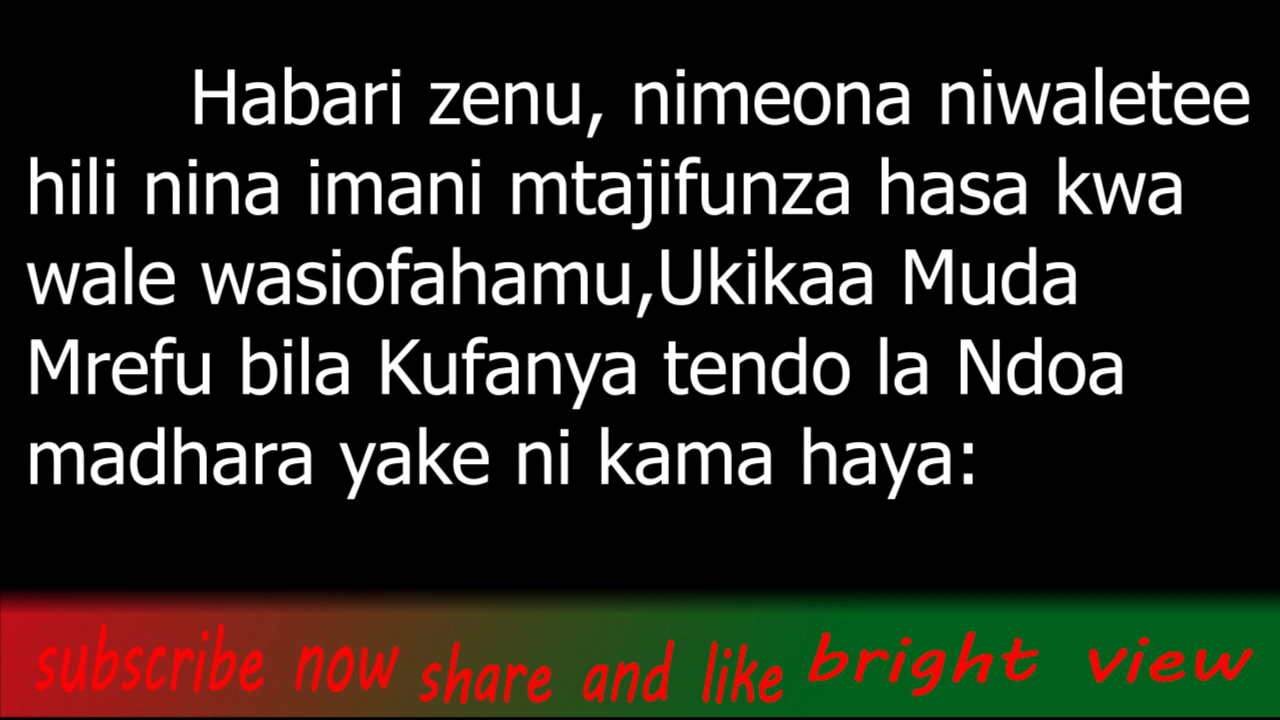 Habari zenu, nimeona niwaletee
hili nina imani mtajifunza hasa kwa
wale wasiofahamu,Ukikaa Muda
Mrefu bila Kufanya tendo la Ndoa
madhara yake ni kama haya:
subscribe now share and like bright view